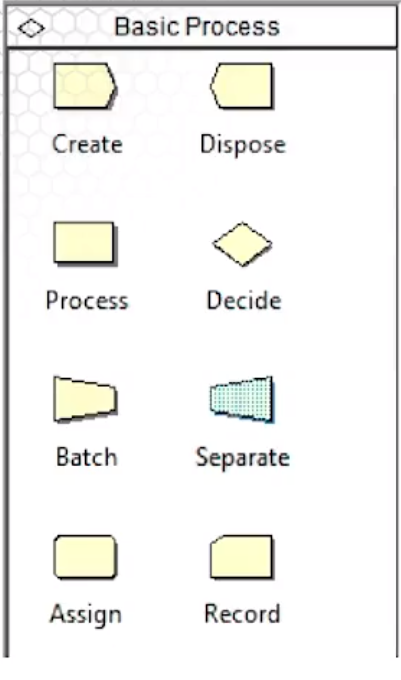 Basic Process
Create Dispose
Process Decide
Batch Separate
Assign Record